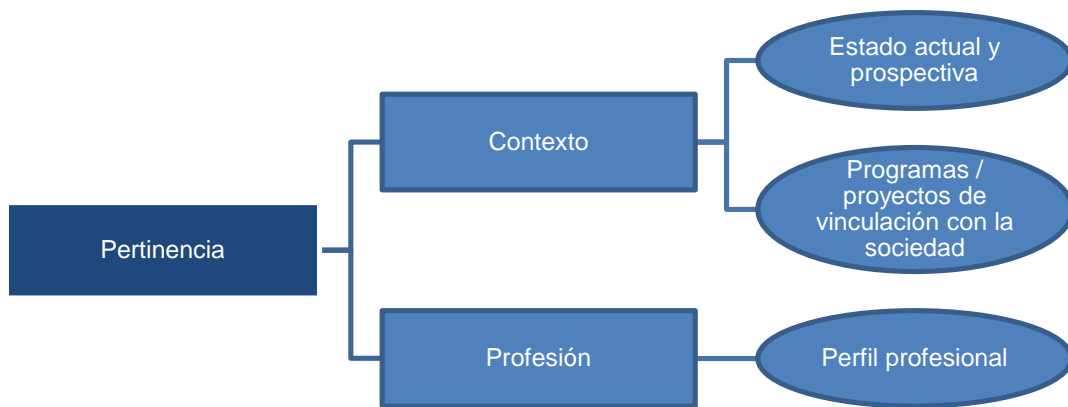 Pertinencia
Contexto
Estado actual y
prospectiva
Programas /
proyectos de
vinculación con la
sociedad
Profesión
Perfil profesional